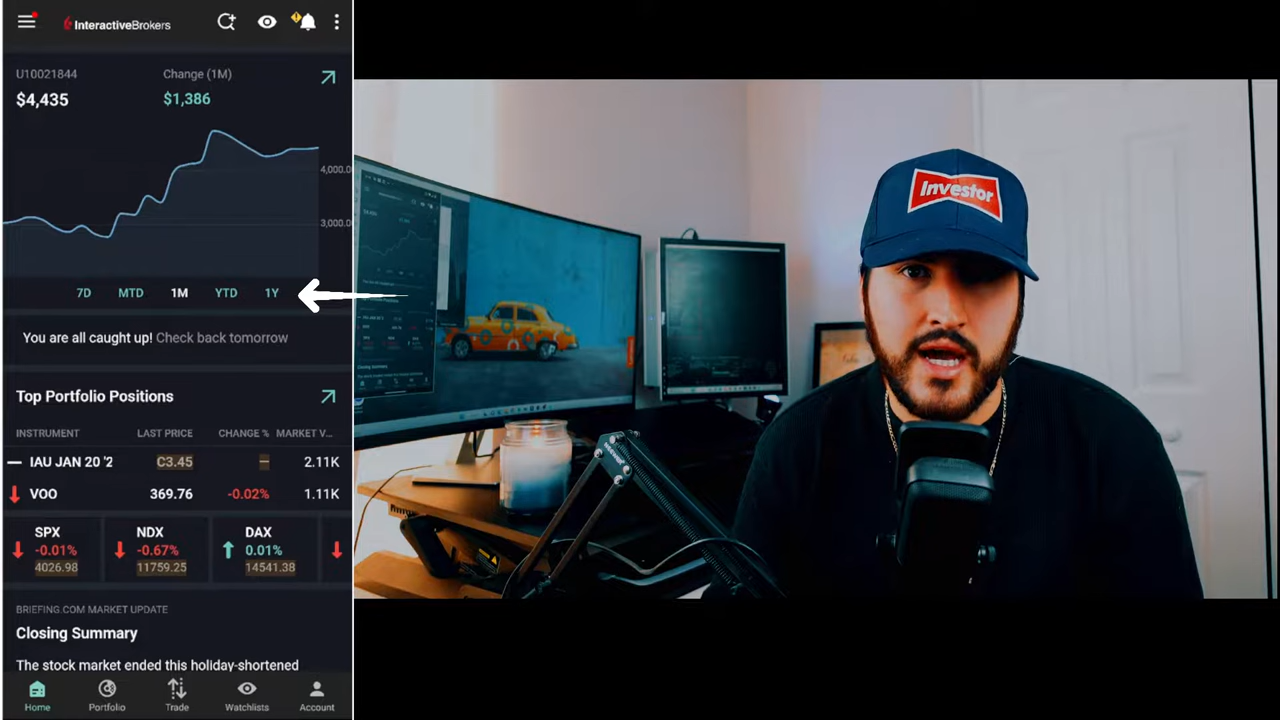 InteractiveBrokers
U10021844
Change (1M)
$4,435
$1,386
4,000.0
3,000.0
7D MTD 1M YTD 1Y
You are all caught up! Check back tomorrow
Top Portfolio Positions
INSTRUMENT LAST PRICE CHANGE % MARKET V...
IAU JAN 20 '2 C3.45 – 2.11K
VOO 369.76 -0.02% 1.11K
SPX NDX DAX
-0.01% -0.67% 0.01%
4026.98 11759.25 14541.38
BRIEFING.COM MARKET UPDATE
Closing Summary
The stock market ended this holiday-shortened
Home Portfolio Trade Watchlists Account
Investor